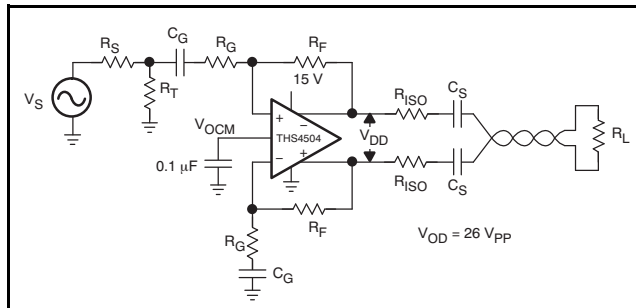 C_G
R_S
R_G
R_F
R_T
15 V
V_S
V_OCM
+
−
THS4504
−
+
0.1 μF
V_DD
R_ISO
C_S
R_ISO
C_S
R_L
R_G
R_F
C_G
V_OD = 26 V_PP